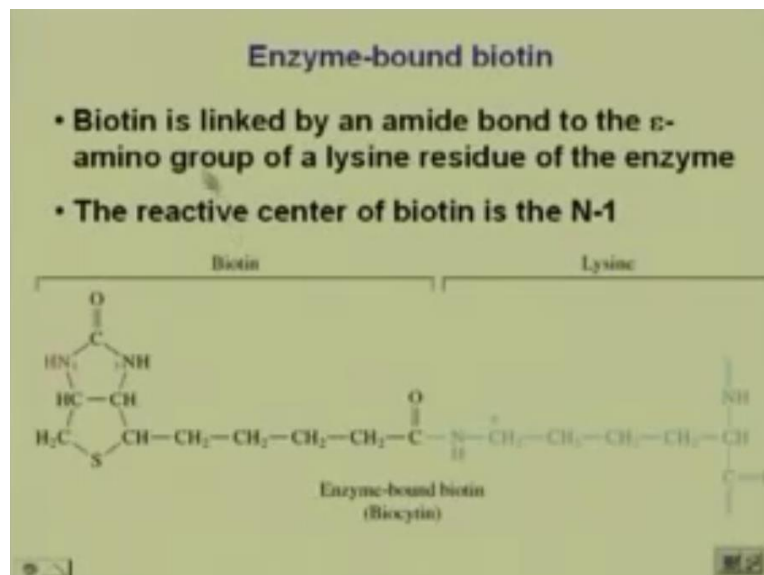 Enzyme-bound biotin
• Biotin is linked by an amide bond to the ε-
amino group of a lysine residue of the enzyme
• The reactive center of biotin is the N-1
Biotin Lysine
O
C
HN NH
HC—CH O NH
H₂C CH—CH₂—CH₂—CH₂—CH₂—C—N—CH₂—CH₂—CH₂—CH₂—CH
S H C
Enzyme-bound biotin
(Biocytin)